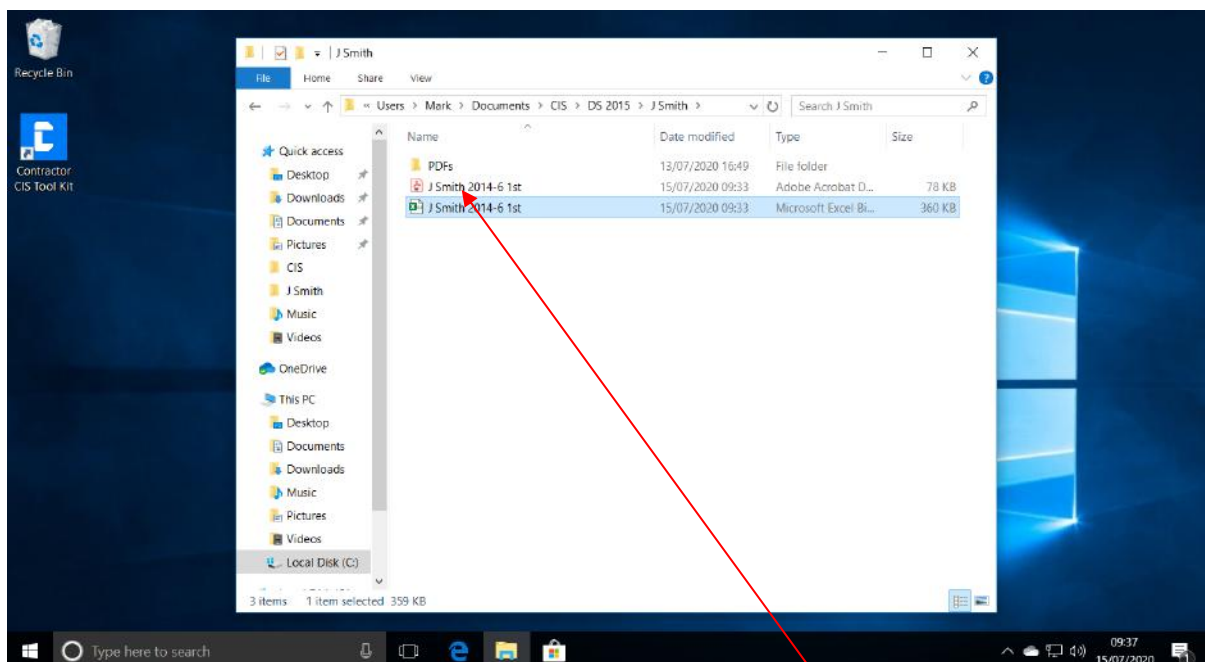 Recycle Bin
Contractor
CIS Tool Kit
J Smith
File Home Share View
« Users > Mark > Documents > CIS > DS 2015 > J Smith >
Search J Smith
Name Date modified Type Size
PDFs 13/07/2020 16:49 File folder
J Smith 2014-6 1st 15/07/2020 09:33 Adobe Acrobat D... 78 KB
J Smith 2014-6 1st 15/07/2020 09:33 Microsoft Excel Bi... 360 KB
Quick access
Desktop
Downloads
Documents
Pictures
CIS
J Smith
Music
Videos
OneDrive
This PC
Desktop
Documents
Downloads
Music
Pictures
Videos
Local Disk (C:)
3 items 1 item selected 359 KB
Type here to search
09:37
15/07/2020